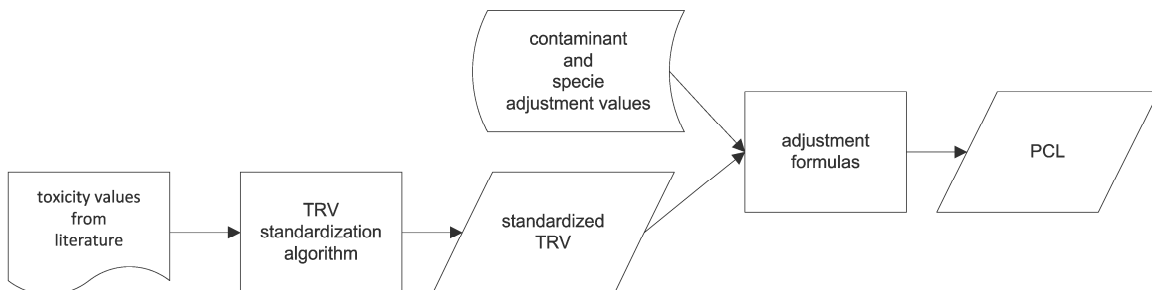 contaminant
and
specie
adjustment values
adjustment
formulas
PCL
toxicity values
from
literature
TRV
standardization
algorithm
standardized
TRV